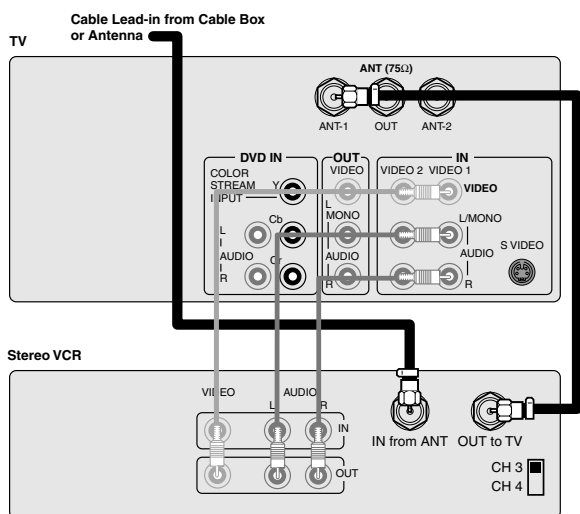 Cable Lead-in from Cable Box
or Antenna
TV
ANT (75Ω)
ANT-1 OUT ANT-2
DVD IN OUT IN
COLOR
STREAM
INPUT
Y
VIDEO
VIDEO 2 VIDEO 1
VIDEO
L
MONO
Cb
L
AUDIO
R
Cr
AUDIO
R
L/MONO
AUDIO
R
S VIDEO
Stereo VCR
VIDEO AUDIO
L R
IN
OUT
IN from ANT OUT to TV
CH 3
CH 4